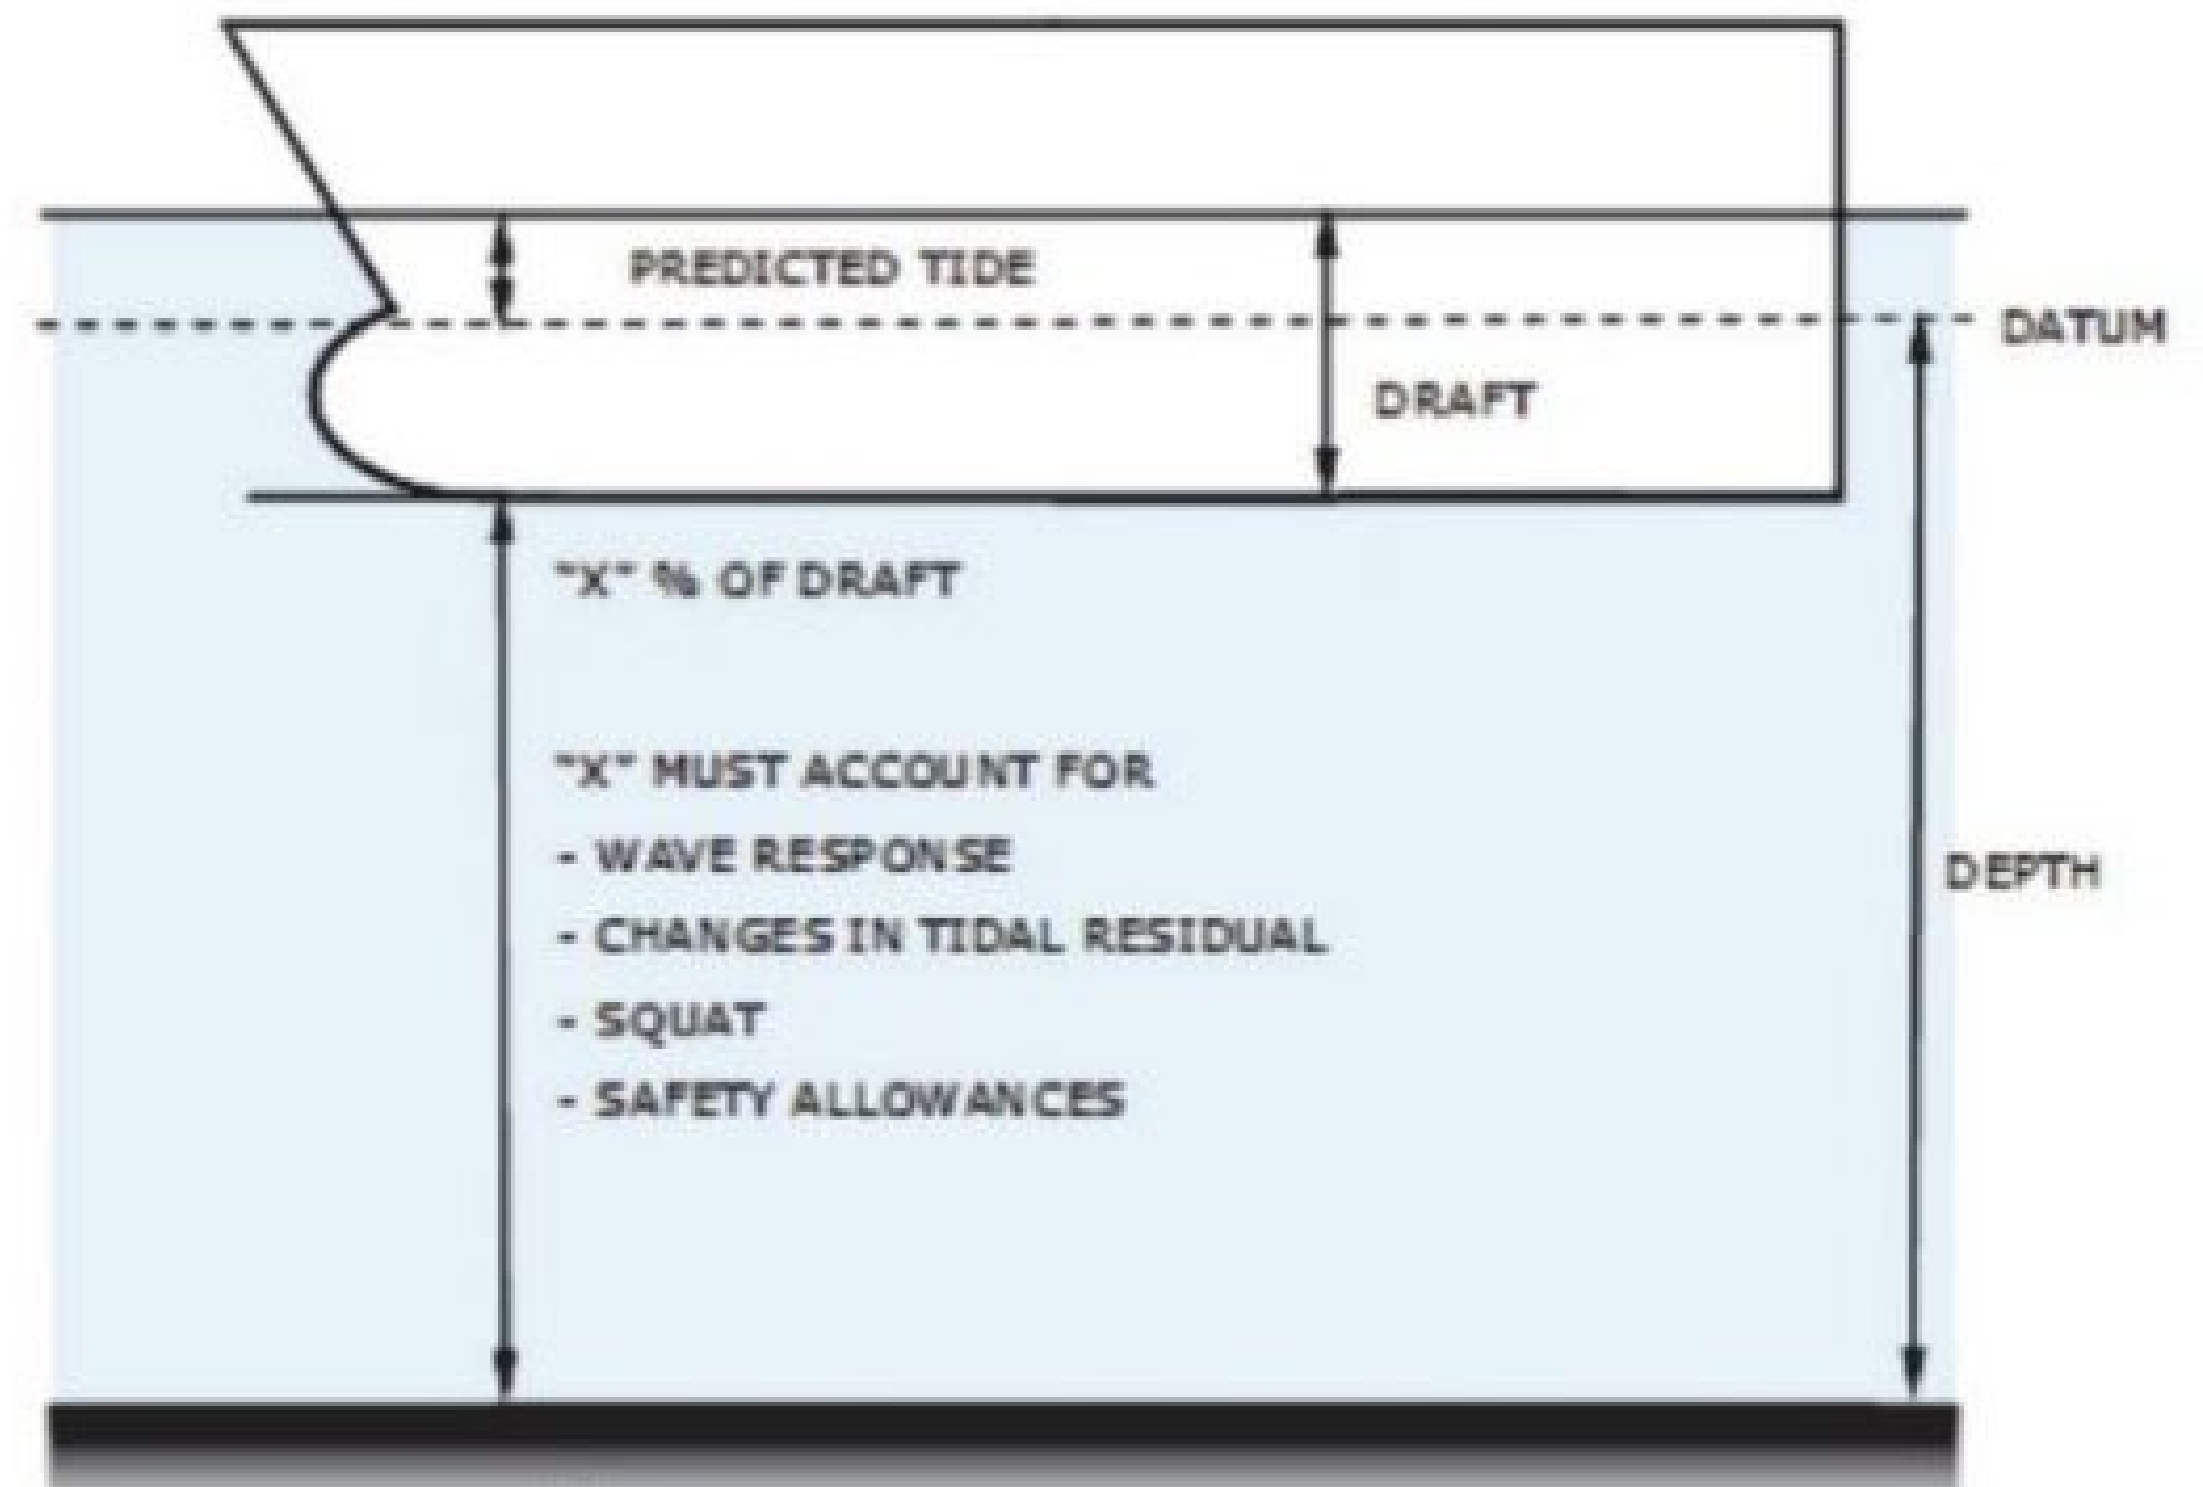 PREDICTED TIDE
DATUM
DRAFT
"X" % OF DRAFT
"X" MUST ACCOUNT FOR
- WAVE RESPONSE
DEPTH
- CHANGES IN TIDAL RESIDUAL
- SQUAT
- SAFETY ALLOWANCES